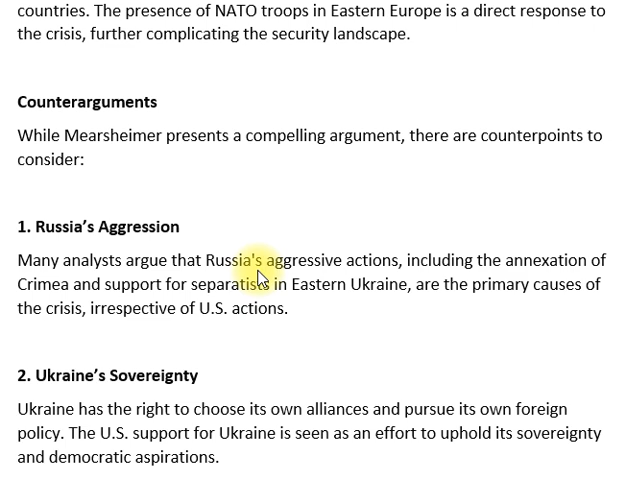 countries. The presence of NATO troops in Eastern Europe is a direct response to
the crisis, further complicating the security landscape.
Counterarguments
While Mearsheimer presents a compelling argument, there are counterpoints to
consider:
1. Russia’s Aggression
Many analysts argue that Russia's aggressive actions, including the annexation of
Crimea and support for separatists in Eastern Ukraine, are the primary causes of
the crisis, irrespective of U.S. actions.
2. Ukraine’s Sovereignty
Ukraine has the right to choose its own alliances and pursue its own foreign
policy. The U.S. support for Ukraine is seen as an effort to uphold its sovereignty
and democratic aspirations.